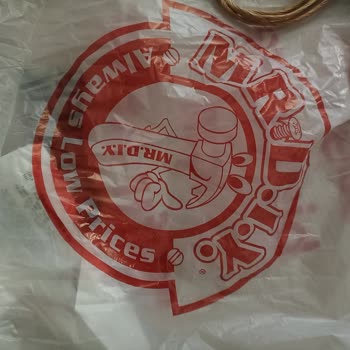 MR.D.I.Y.
®
MR.D.I.Y.
Always Low Prices